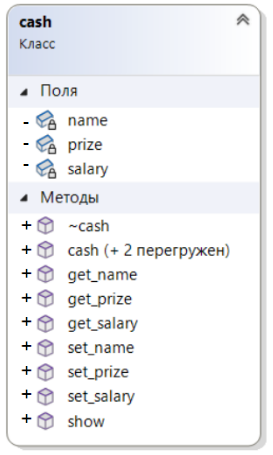 cash
Класс
Поля
- name
- prize
- salary
Методы
+ ~cash
+ cash (+ 2 перегружен)
+ get_name
+ get_prize
+ get_salary
+ set_name
+ set_prize
+ set_salary
+ show